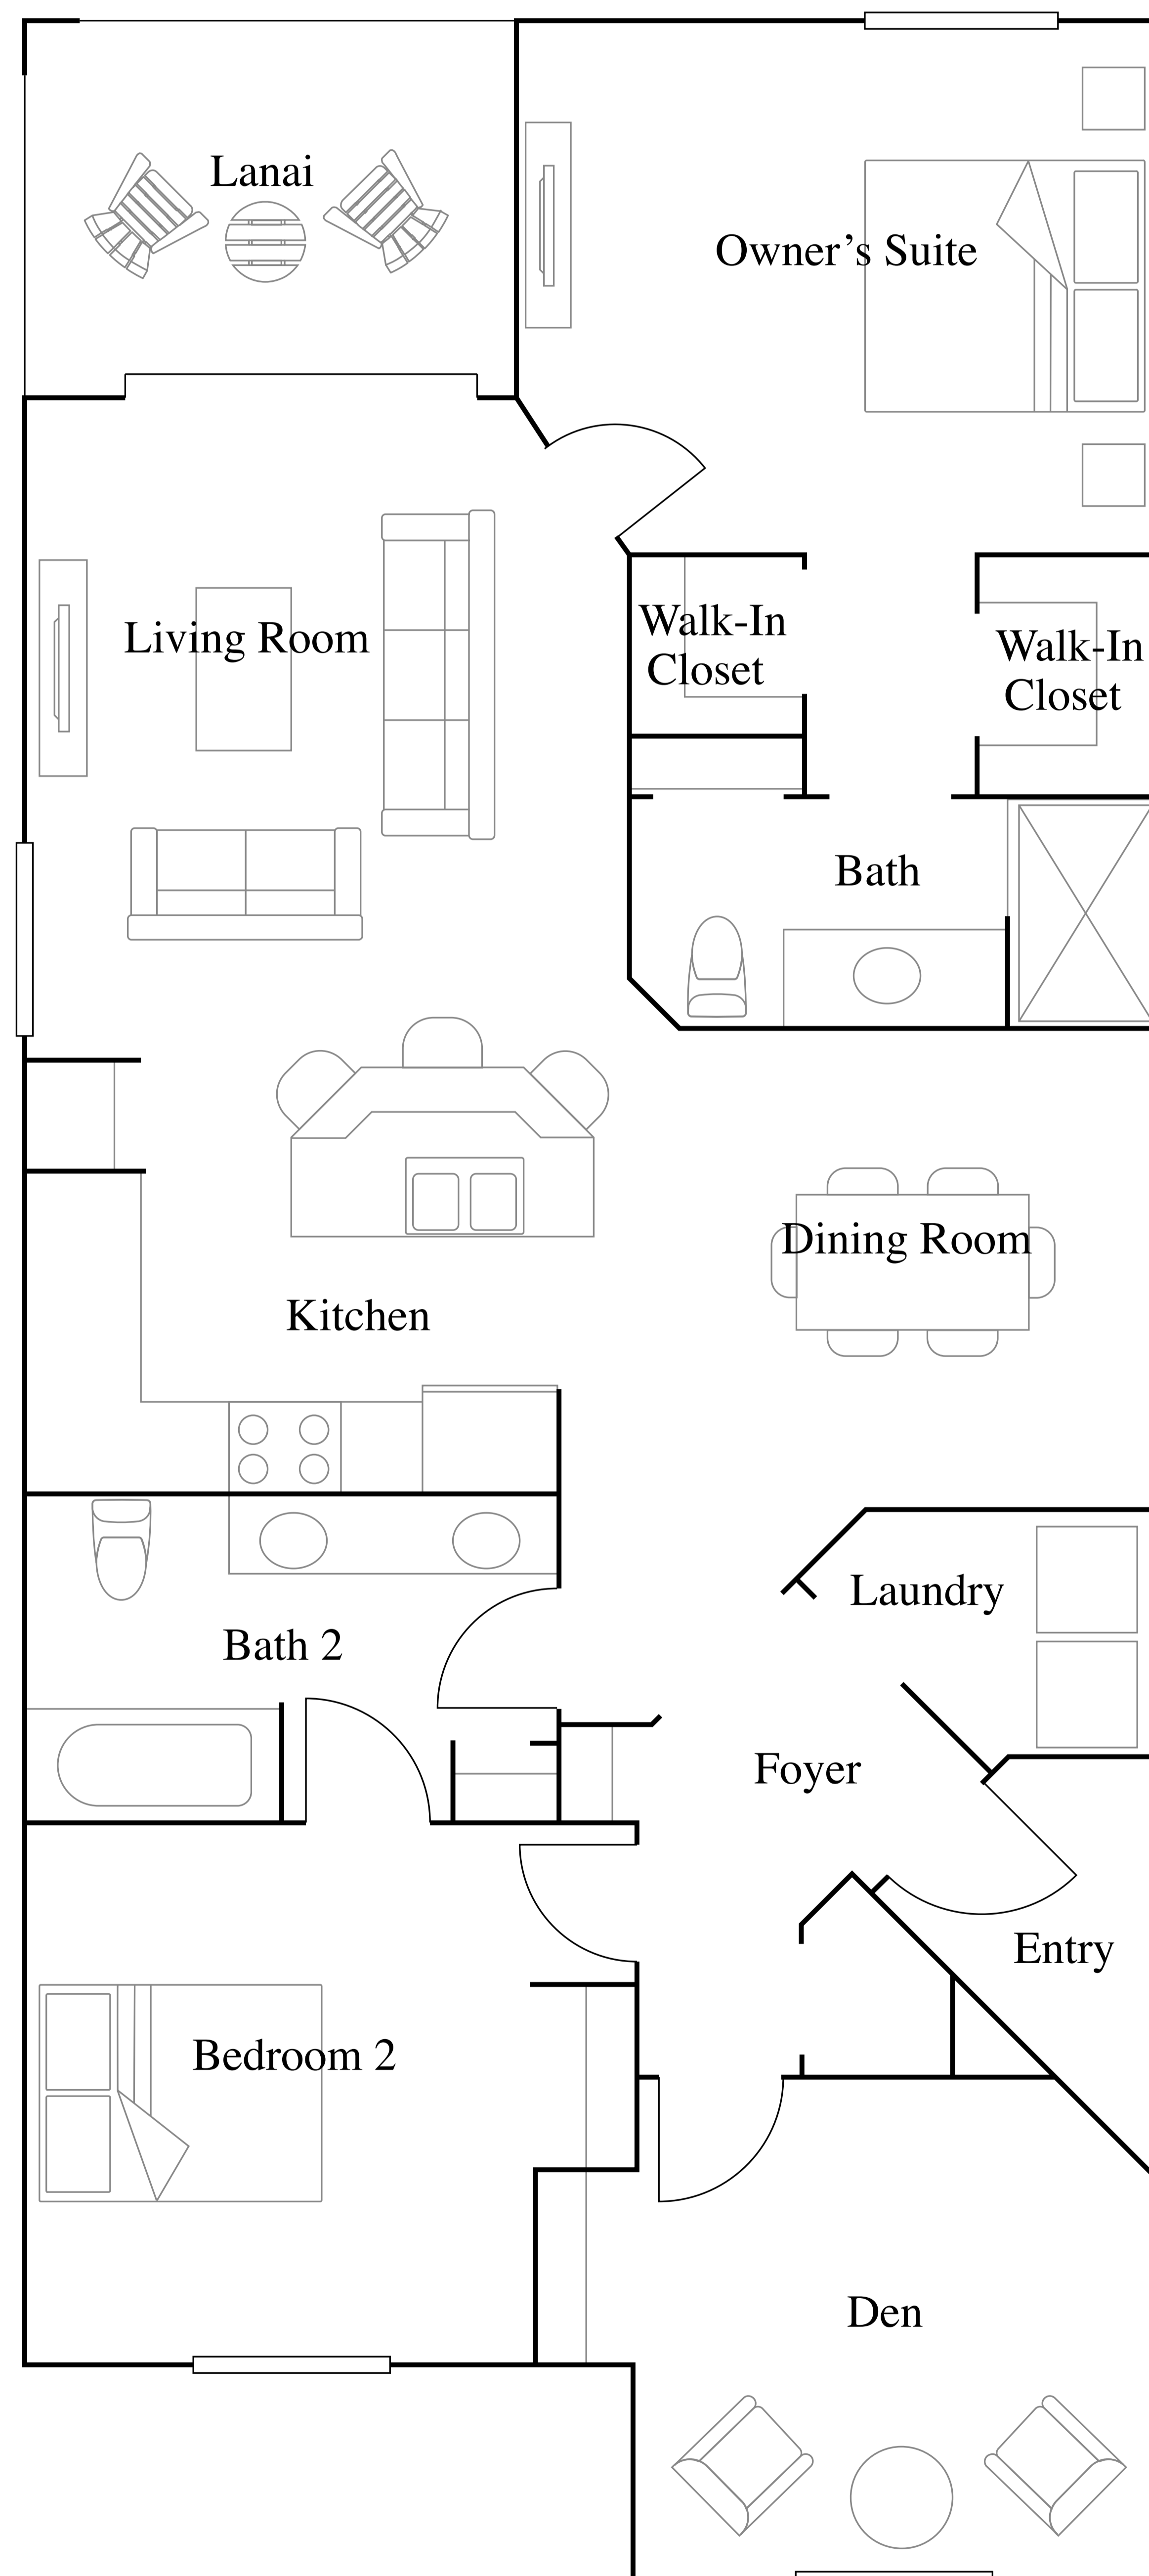 Lanai
Owner’s Suite
Living Room
Walk-In
Closet
Walk-In
Closet
Bath
Dining Room
Kitchen
Laundry
Bath 2
Foyer
Entry
Bedroom 2
Den